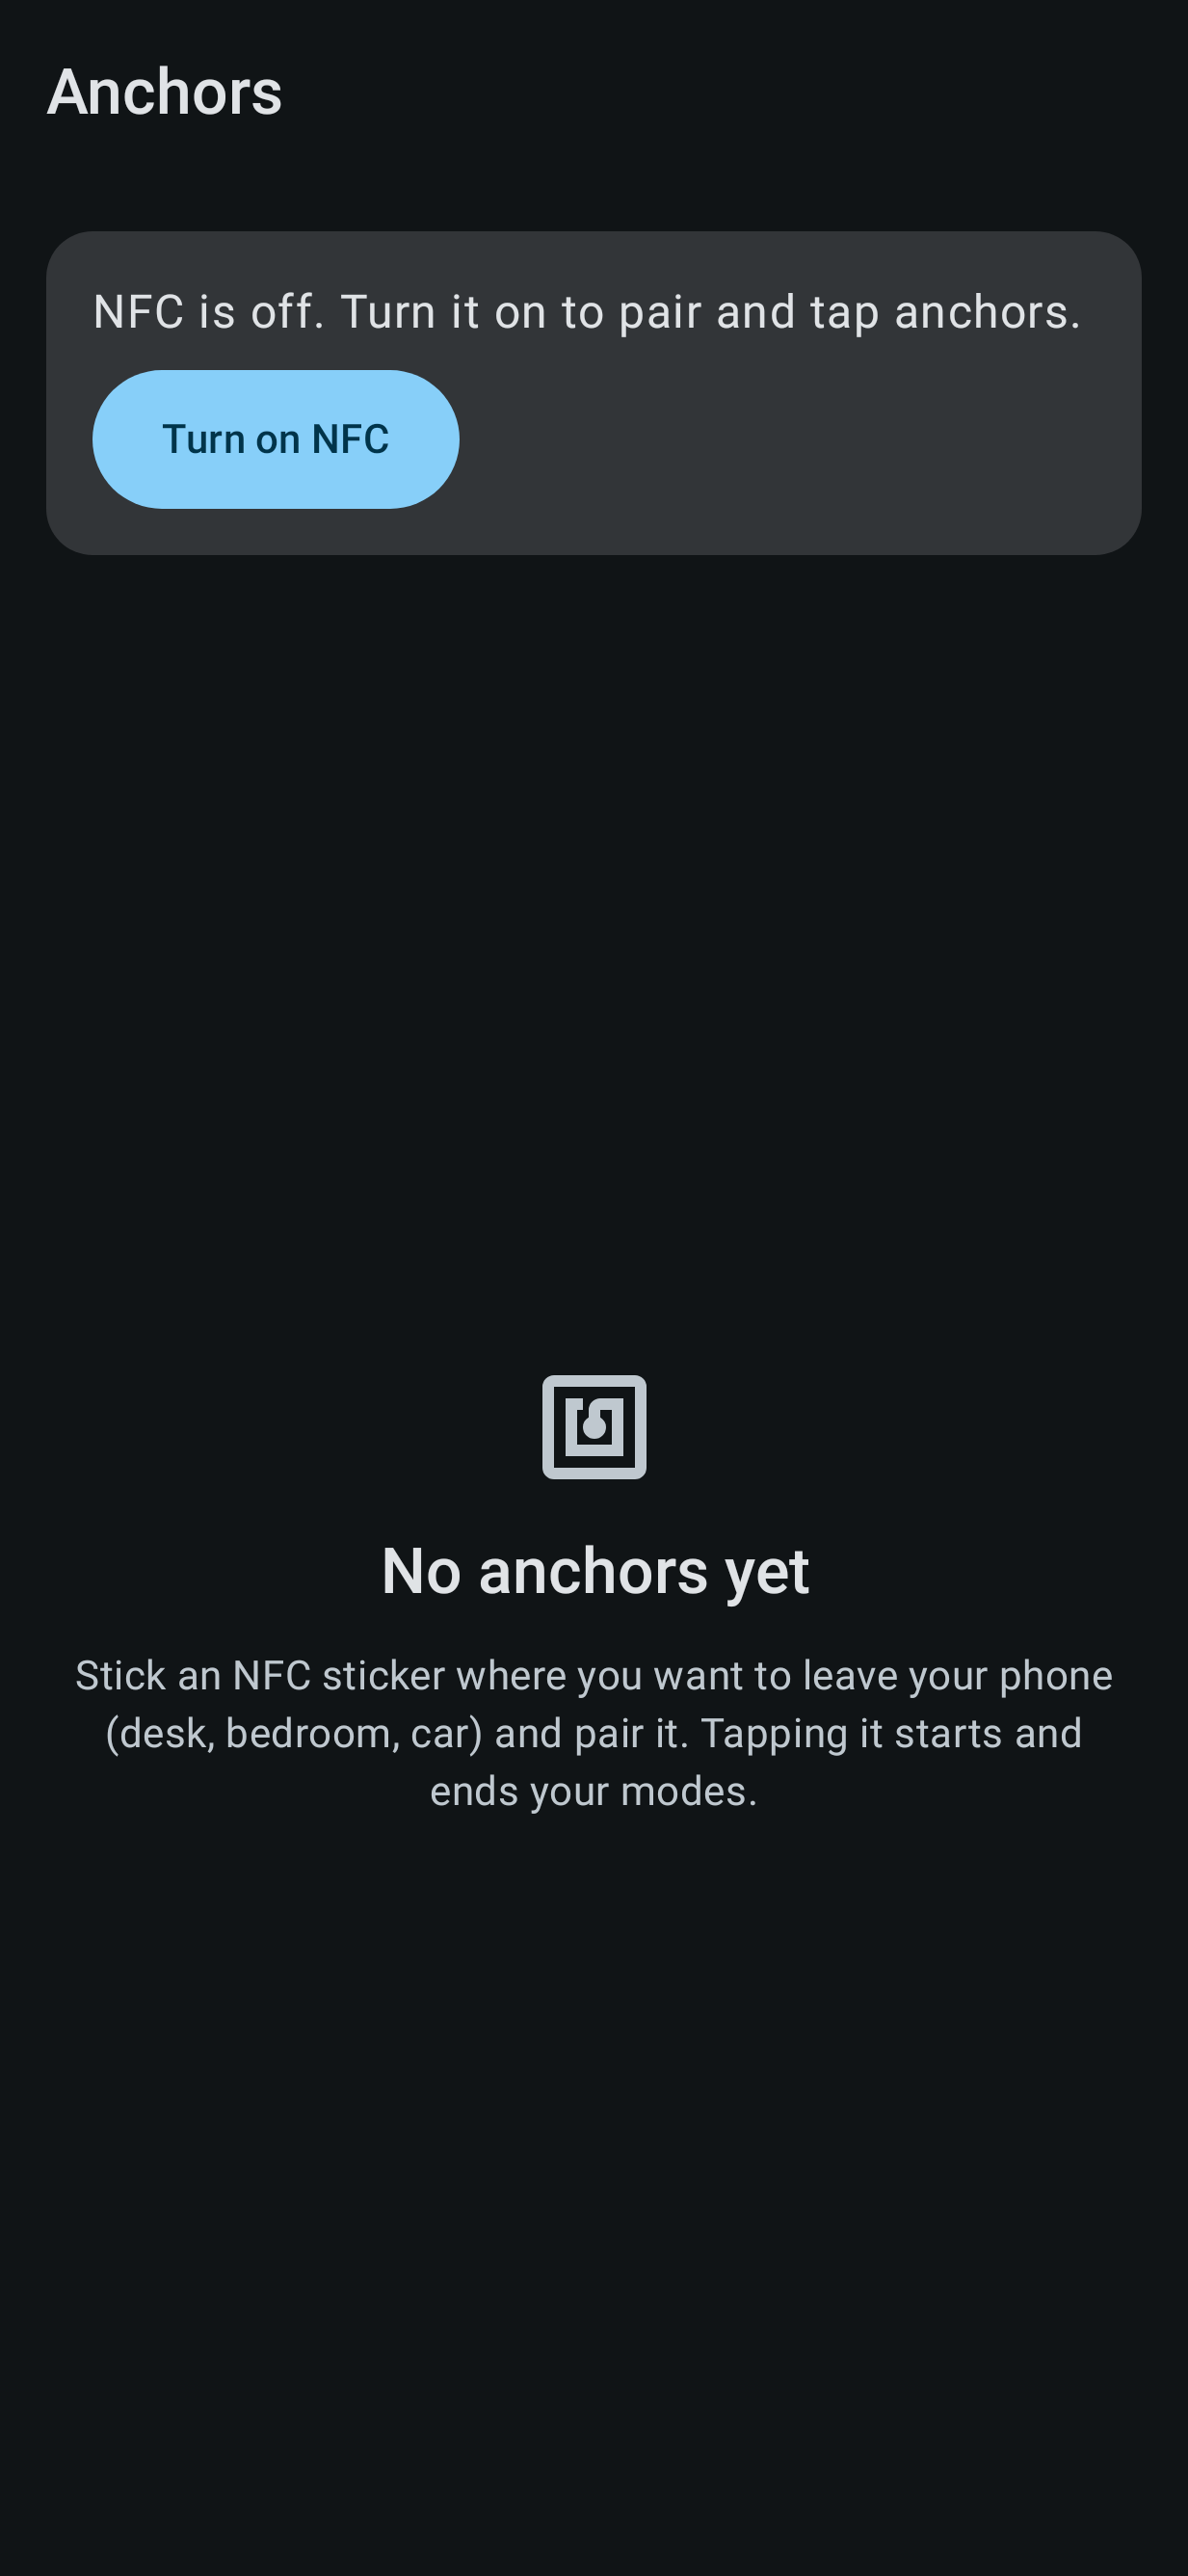 Anchors
NFC is off. Turn it on to pair and tap anchors.
Turn on NFC
No anchors yet
Stick an NFC sticker where you want to leave your phone
(desk, bedroom, car) and pair it. Tapping it starts and
ends your modes.